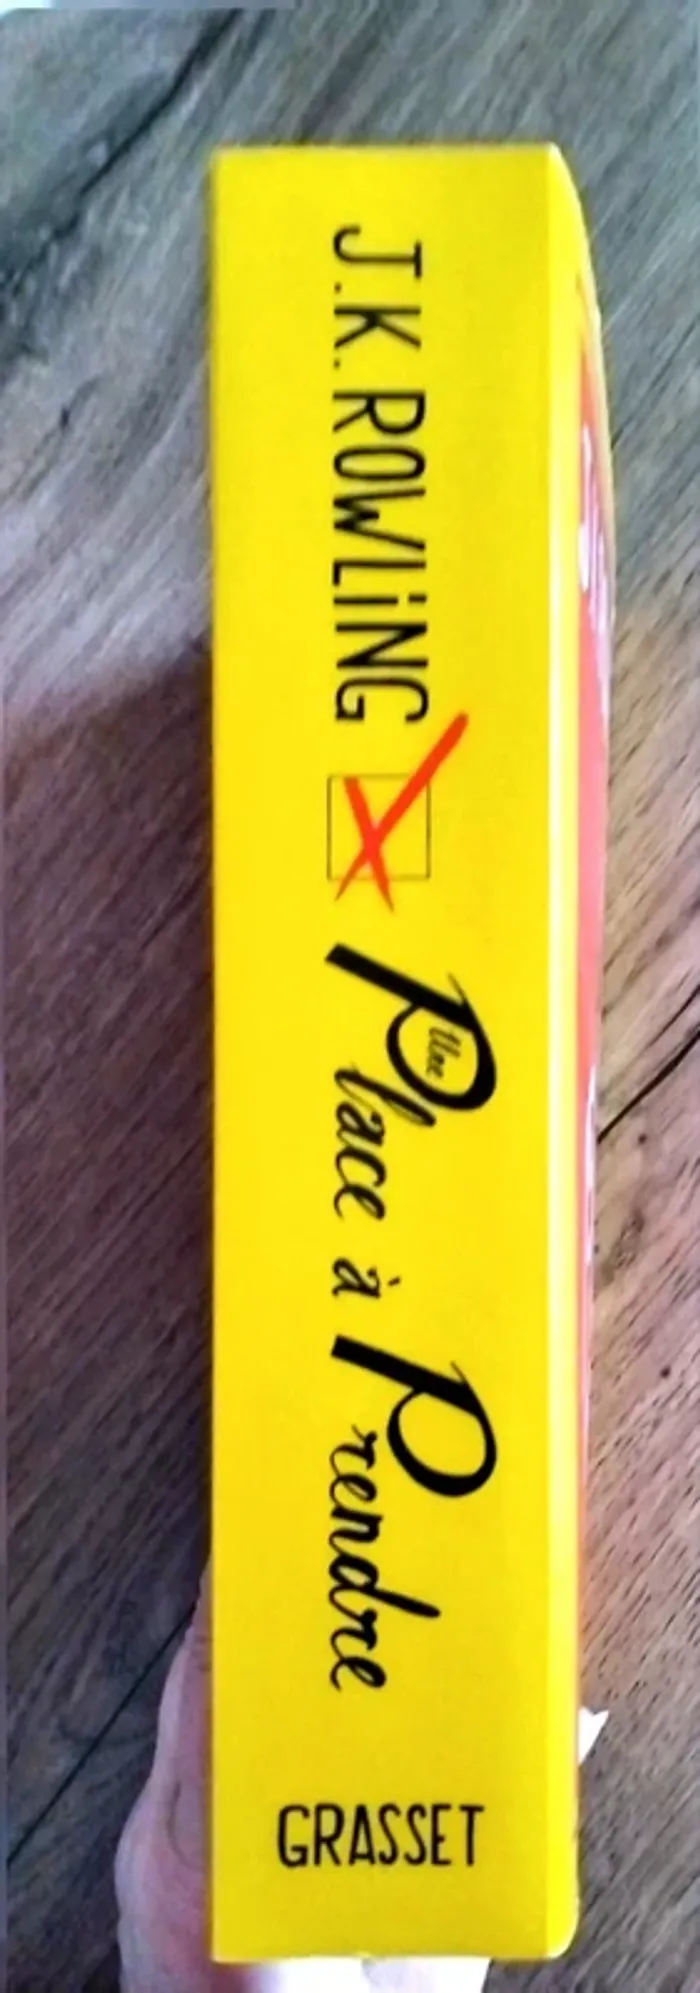 J.K. ROWLiNG
Une Place à Prendre
GRASSET